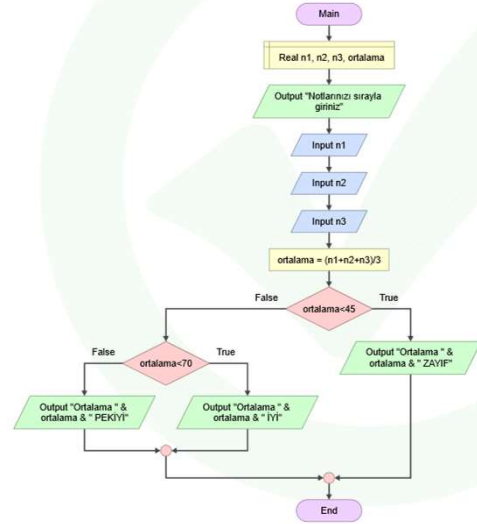 Main
Real n1, n2, n3, ortalama
Output "Notlarınızı sırayla
giriniz"
Input n1
Input n2
Input n3
ortalama = (n1+n2+n3)/3
False
True
ortalama<45
False
True
ortalama<70
Output "Ortalama " &
ortalama & " ZAYIF"
Output "Ortalama " &
ortalama & " PEKİYİ"
Output "Ortalama " &
ortalama & " İYİ"
End